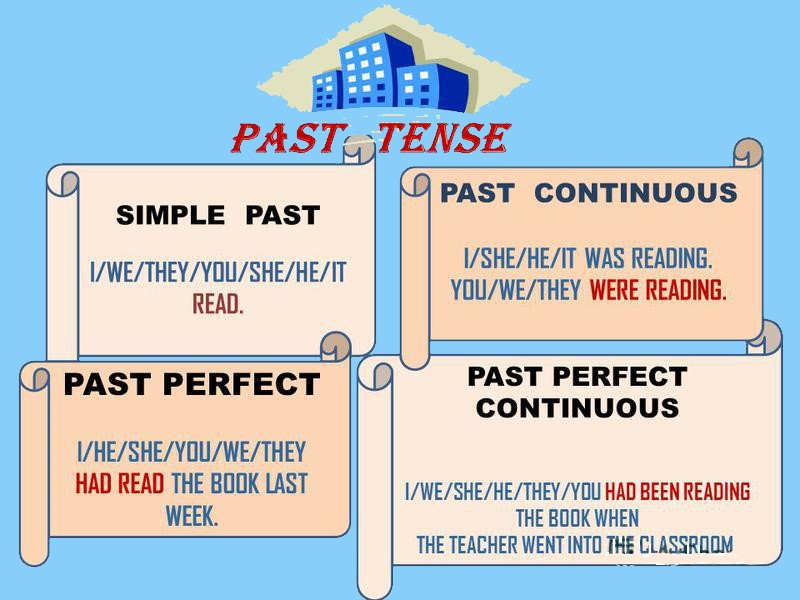 PAST TENSE
SIMPLE PAST
I/WE/THEY/YOU/SHE/HE/IT
READ.
PAST CONTINUOUS
I/SHE/HE/IT WAS READING.
YOU/WE/THEY WERE READING.
PAST PERFECT
I/HE/SHE/YOU/WE/THEY
HAD READ THE BOOK LAST
WEEK.
PAST PERFECT
CONTINUOUS
I/WE/SHE/HE/THEY/YOU HAD BEEN READING
THE BOOK WHEN
THE TEACHER WENT INTO THE CLASSROOM